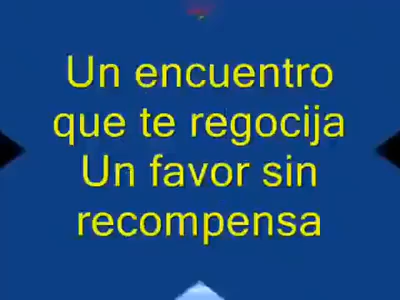 Un encuentro
que te regocija
Un favor sin
recompensa